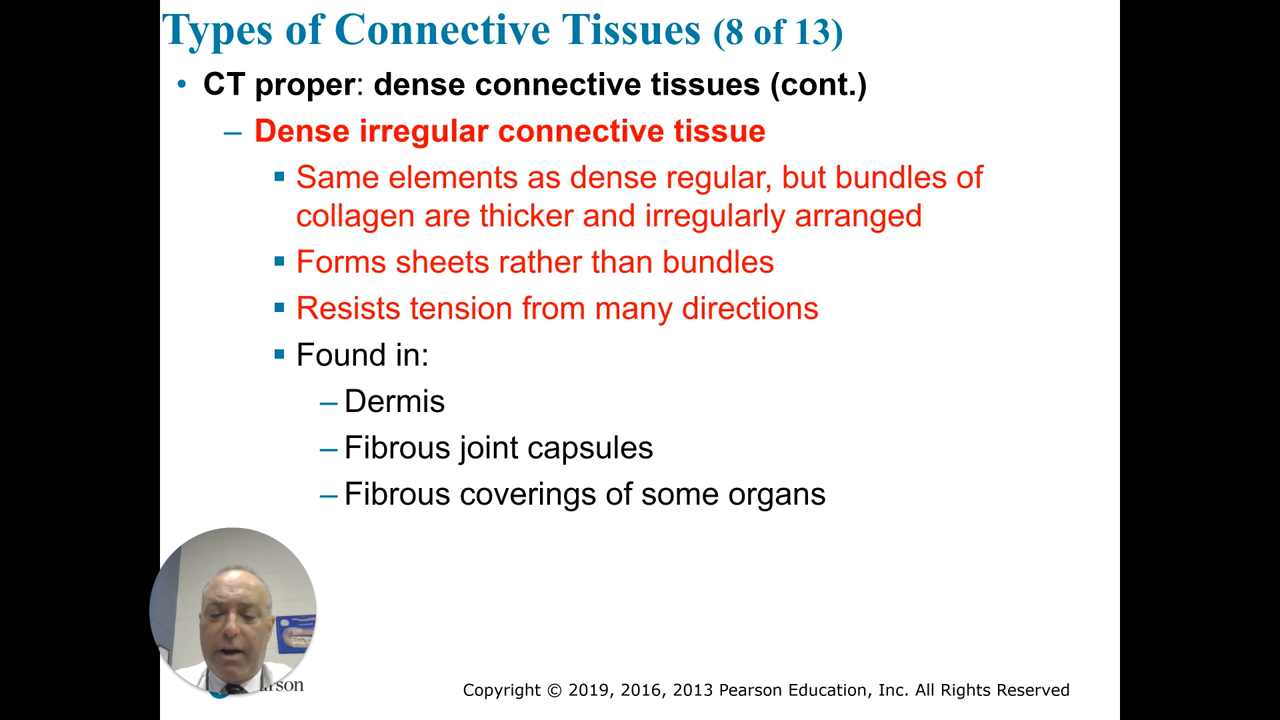 Types of Connective Tissues (8 of 13)
• CT proper: dense connective tissues (cont.)
– Dense irregular connective tissue
▪ Same elements as dense regular, but bundles of
collagen are thicker and irregularly arranged
▪ Forms sheets rather than bundles
▪ Resists tension from many directions
▪ Found in:
– Dermis
– Fibrous joint capsules
– Fibrous coverings of some organs
Copyright © 2019, 2016, 2013 Pearson Education, Inc. All Rights Reserved